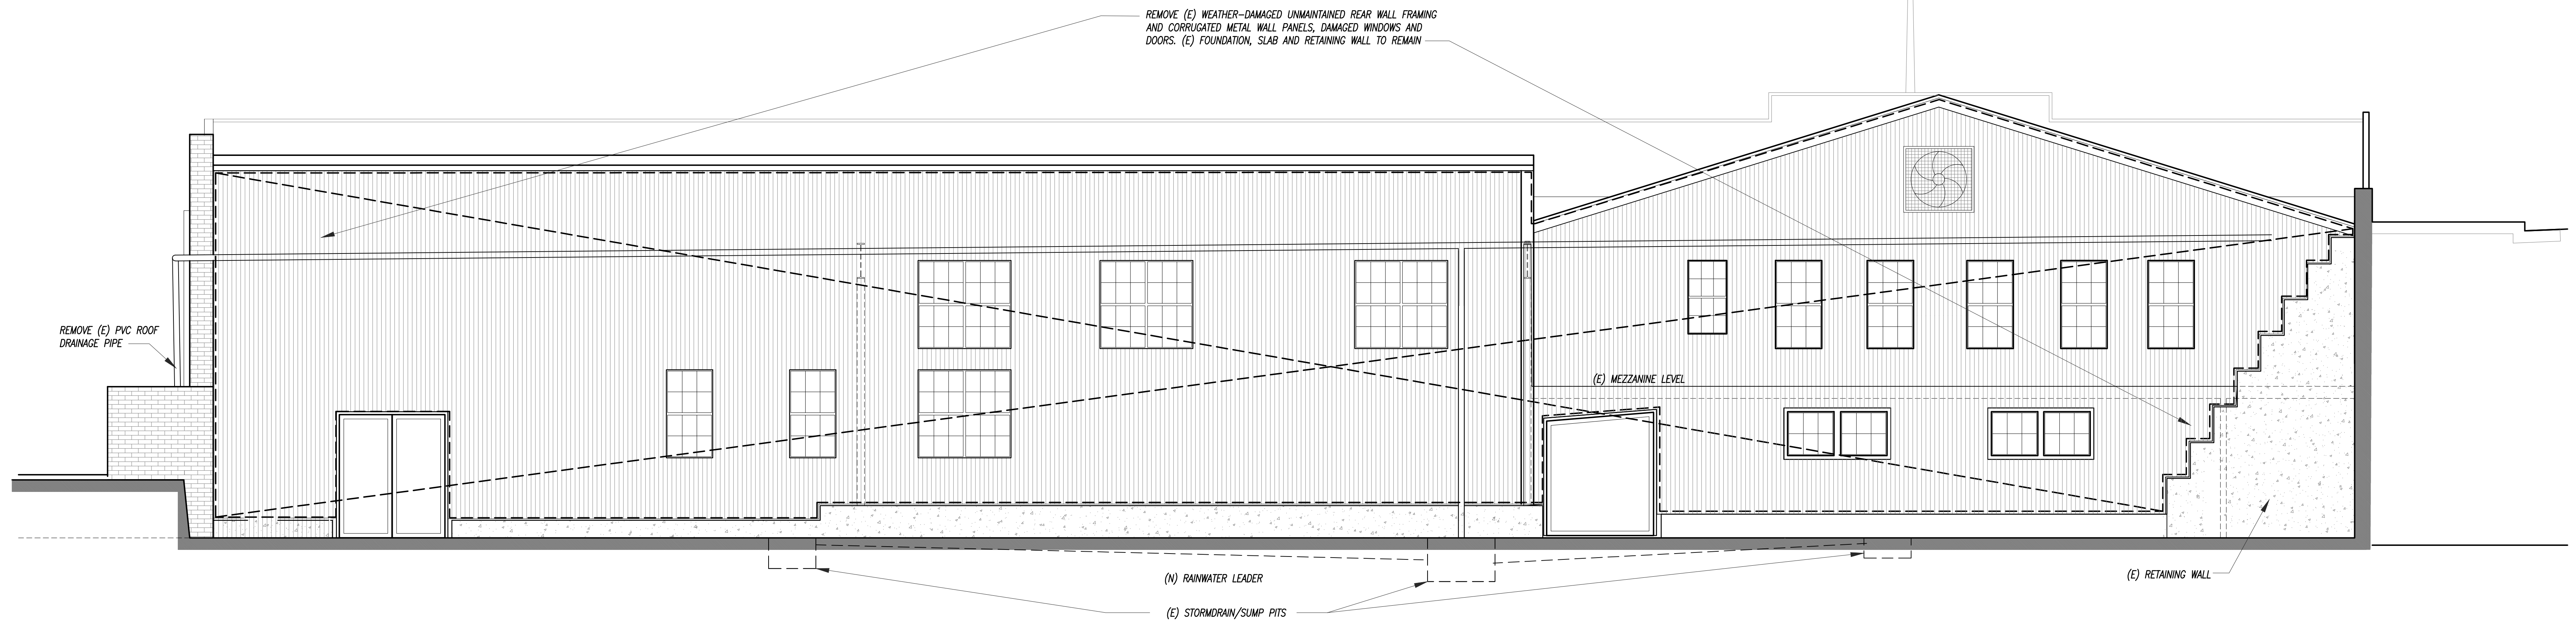 REMOVE (E) WEATHER-DAMAGED UNMAINTAINED REAR WALL FRAMING
AND CORRUGATED METAL WALL PANELS, DAMAGED WINDOWS AND
DOORS. (E) FOUNDATION, SLAB AND RETAINING WALL TO REMAIN
REMOVE (E) PVC ROOF
DRAINAGE PIPE
(E) MEZZANINE LEVEL
(N) RAINWATER LEADER
(E) RETAINING WALL
(E) STORMDRAIN/SUMP PITS